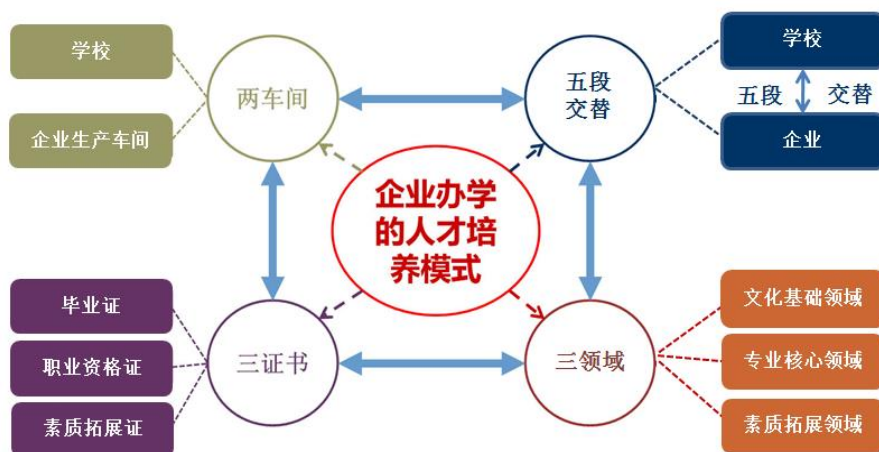 学校
企业生产车间
两车间
五段
交替
学校
五段 交替
企业
企业办学
的人才培
养模式
毕业证
职业资格证
素质拓展证
三证书
三领域
文化基础领域
专业核心领域
素质拓展领域